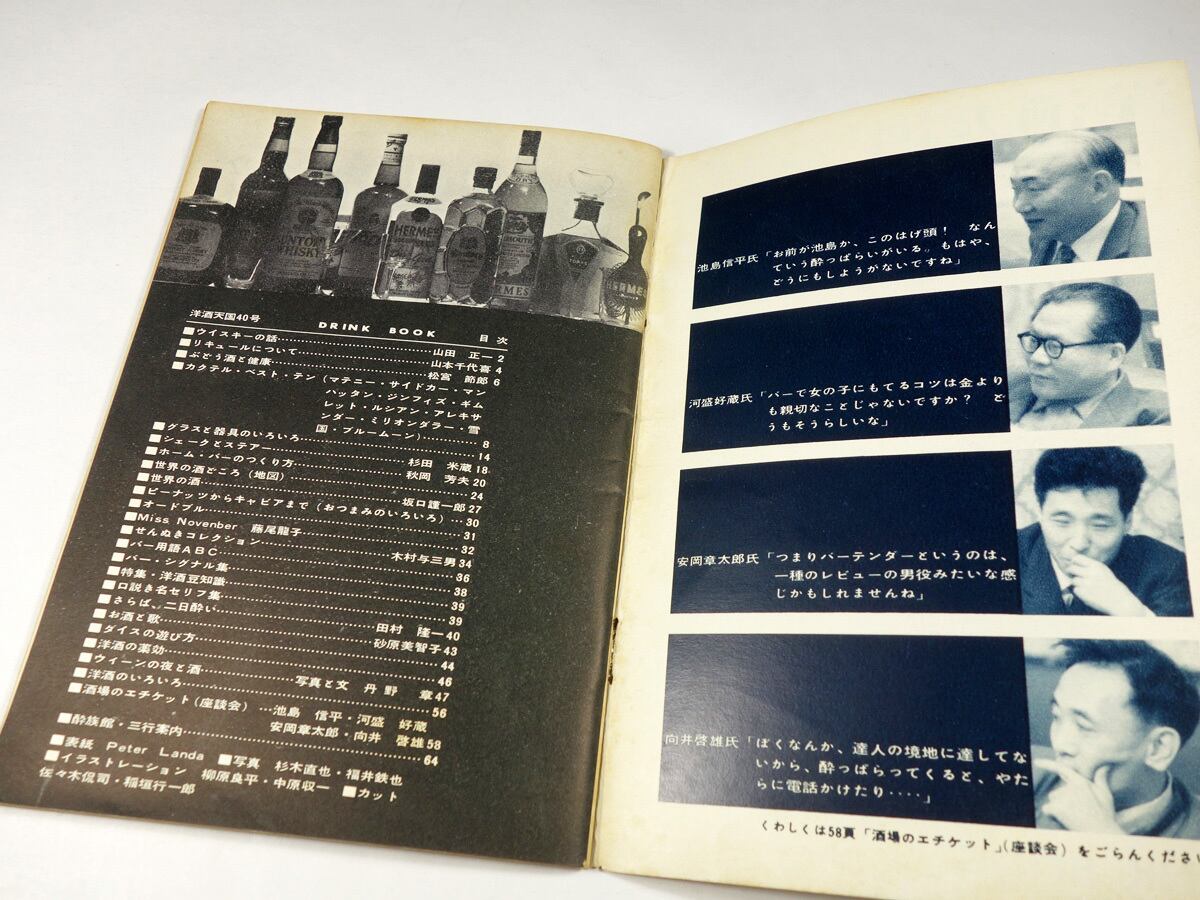 SUNTORY
WHISKY
HERMES
HERMES
洋酒天国40号 DRINK BOOK 目次
■ウイスキーの話……山田 正一 2
■リキュールについて……山本千代喜 4
■ぶどう酒と健康……松宮 節郎 6
■カクテル・ベスト・テン（マテニー・サイドカー・マン
ハッタン・ジンフィズ・ギム
レット・ルシアン・アレキサ
ンダー・ミリオンダラー・雪
国・ブルームーン）……8
■グラスと器具のいろいろ……14
■シェークとステアー……杉田 米蔵 18
■ホーム・バーのつくり方……秋岡 芳夫 20
■世界の酒どころ（地図）……24
■世界の酒……坂口謹一郎 27
■ピーナッツからキャビアまで（おつまみのいろいろ）…30
■オードブル……31
■Miss Novenber 藤尾龍子……32
■せんぬきコレクション……木村与三男 34
■バー用語ABC……36
■バー・シグナル集……38
■特集・洋酒豆知識……39
■口説き名セリフ集……39
■さらば、二日酔い……田村 隆一 40
■お酒と歌……砂原美智子 43
■ダイスの遊び方……44
■洋酒の薬効……46
■ウィーンの夜と酒……写真と文 丹野 章 47
■洋酒のいろいろ……56
■酒場のエチケット（座談会）…池島 信平・河盛 好蔵
安岡章太郎・向井 啓雄 58
■酔族館・三行案内……64
■表紙 Peter Landa ■写真 杉木直也・福井鉄也
■イラストレーション 柳原良平・中原収一 ■カット
佐々木侃司・稲垣行一郎
池島信平氏「お前が池島か、このはげ頭！ なん
ていう酔っぱらいがいる。もはや、
どうにもしようがないですね」
河盛好蔵氏「バーで女の子にもてるコツは金より
も親切なことじゃないですか？ ど
うもそうらしいな」
安岡章太郎氏「つまりバーテンダーというのは、
一種のレビューの男役みたいな感
じかもしれませんね」
向井啓雄氏「ぼくなんか、達人の境地に達してな
いから、酔っぱらってくると、やた
らに電話かけたり‥‥」
くわしくは58頁「酒場のエチケット」（座談会）をごらんくださ